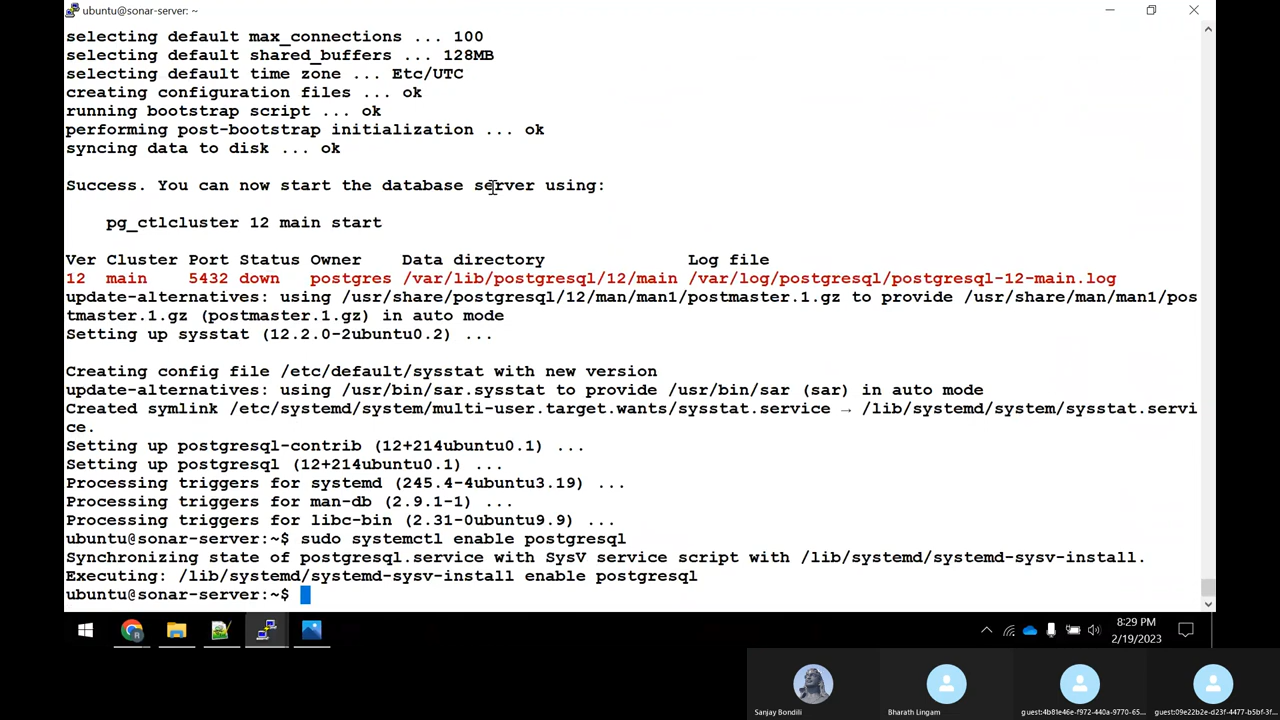 ubuntu@sonar-server: ~
selecting default max_connections ... 100
selecting default shared_buffers ... 128MB
selecting default time zone ... Etc/UTC
creating configuration files ... ok
running bootstrap script ... ok
performing post-bootstrap initialization ... ok
syncing data to disk ... ok
Success. You can now start the database server using:
pg_ctlcluster 12 main start
Ver Cluster Port Status Owner    Data directory              Log file
12  main    5432 down   postgres /var/lib/postgresql/12/main /var/log/postgresql/postgresql-12-main.log
update-alternatives: using /usr/share/postgresql/12/man/man1/postmaster.1.gz to provide /usr/share/man/man1/pos
tmaster.1.gz (postmaster.1.gz) in auto mode
Setting up sysstat (12.2.0-2ubuntu0.2) ...
Creating config file /etc/default/sysstat with new version
update-alternatives: using /usr/bin/sar.sysstat to provide /usr/bin/sar (sar) in auto mode
Created symlink /etc/systemd/system/multi-user.target.wants/sysstat.service → /lib/systemd/system/sysstat.servi
ce.
Setting up postgresql-contrib (12+214ubuntu0.1) ...
Setting up postgresql (12+214ubuntu0.1) ...
Processing triggers for systemd (245.4-4ubuntu3.19) ...
Processing triggers for man-db (2.9.1-1) ...
Processing triggers for libc-bin (2.31-0ubuntu9.9) ...
ubuntu@sonar-server:~$ sudo systemctl enable postgresql
Synchronizing state of postgresql.service with SysV service script with /lib/systemd/systemd-sysv-install.
Executing: /lib/systemd/systemd-sysv-install enable postgresql
ubuntu@sonar-server:~$
8:29 PM
2/19/2023
Sanjay Bondili
Bharath Lingam
guest:4b81e46e-f972-440a-9770-65...
guest:09e22b2e-d23f-4477-b5bf-3f...